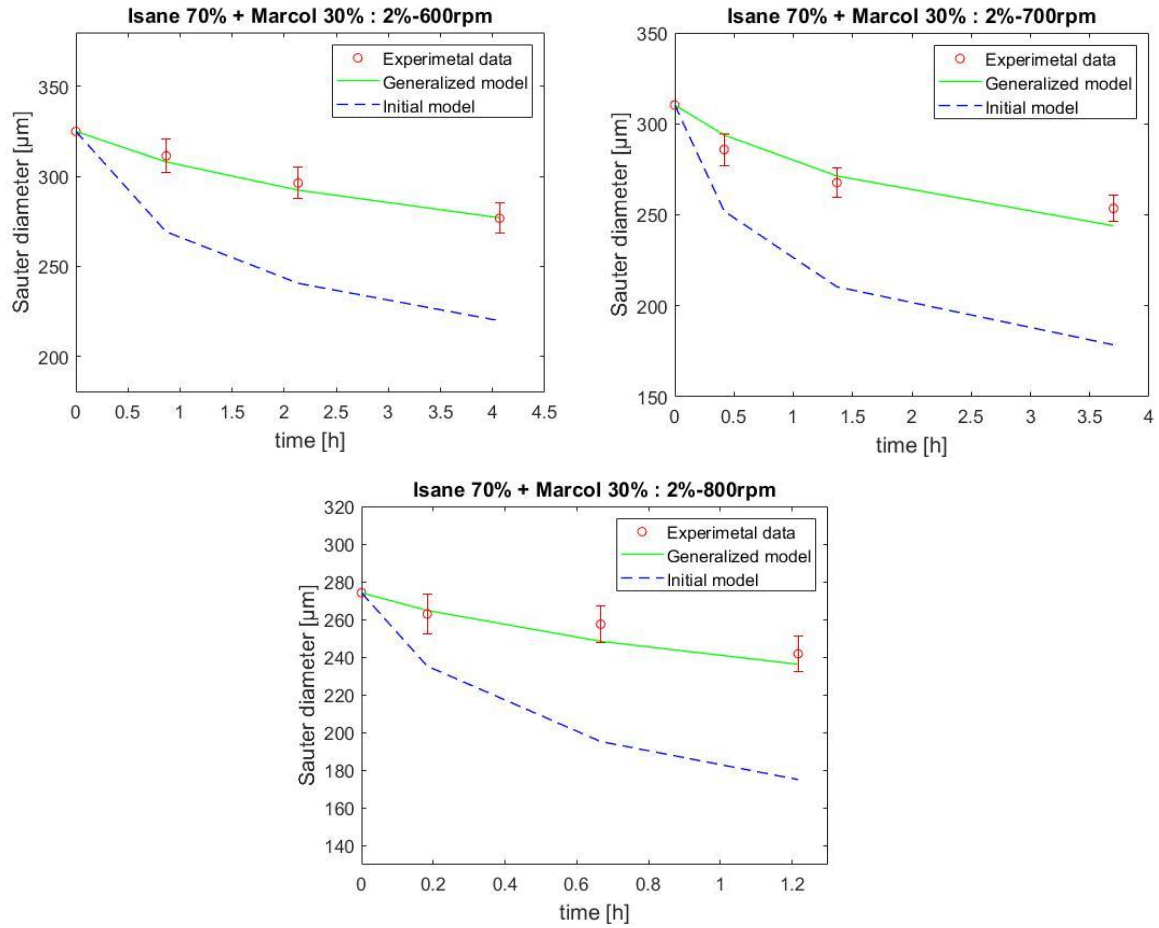 Isane 70% + Marcol 30% : 2%-600rpm
Experimetal data
Generalized model
Initial model
Sauter diameter [µm]
350
300
250
200
0 0.5 1 1.5 2 2.5 3 3.5 4 4.5
time [h]
Isane 70% + Marcol 30% : 2%-700rpm
Experimetal data
Generalized model
Initial model
Sauter diameter [µm]
350
300
250
200
150
0 0.5 1 1.5 2 2.5 3 3.5 4
time [h]
Isane 70% + Marcol 30% : 2%-800rpm
Experimetal data
Generalized model
Initial model
Sauter diameter [µm]
320
300
280
260
240
220
200
180
160
140
0 0.2 0.4 0.6 0.8 1 1.2
time [h]